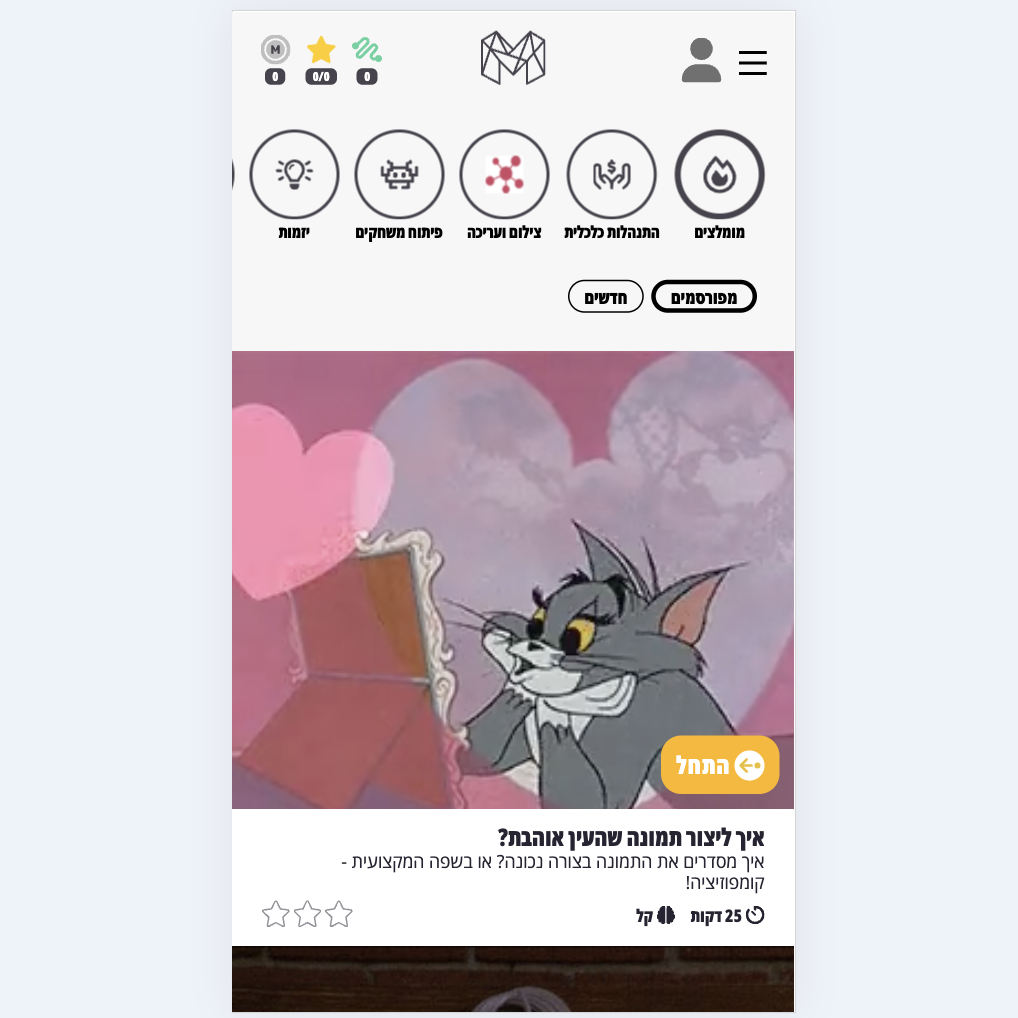 M
0
0/0
0
מומלצים
התנהלות כלכלית
צילום ועריכה
פיתוח משחקים
יזמות
מפורסמים
חדשים
התחל
איך ליצור תמונה שהעין אוהבת?
איך מסדרים את התמונה בצורה נכונה? או בשפה המקצועית -
קומפוזיציה!
25 דקות
קל